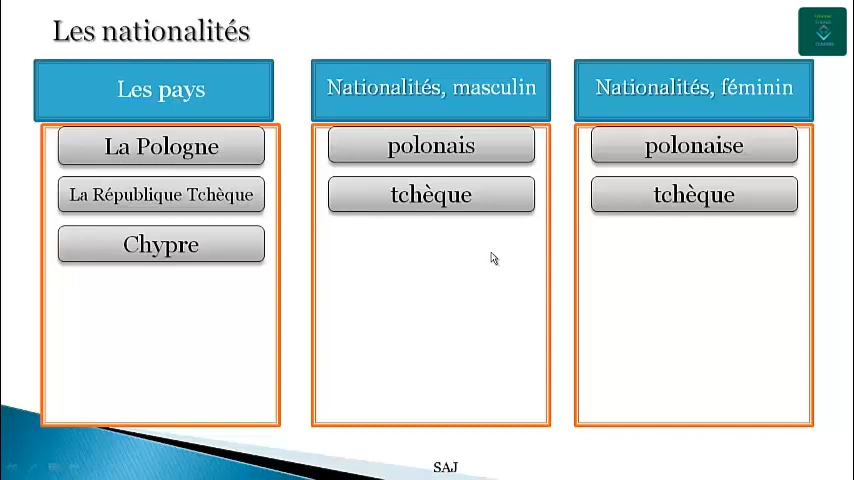 Les nationalités
Les pays
Nationalités, masculin
Nationalités, féminin
La Pologne
polonais
polonaise
La République Tchèque
tchèque
tchèque
Chypre
SAJ